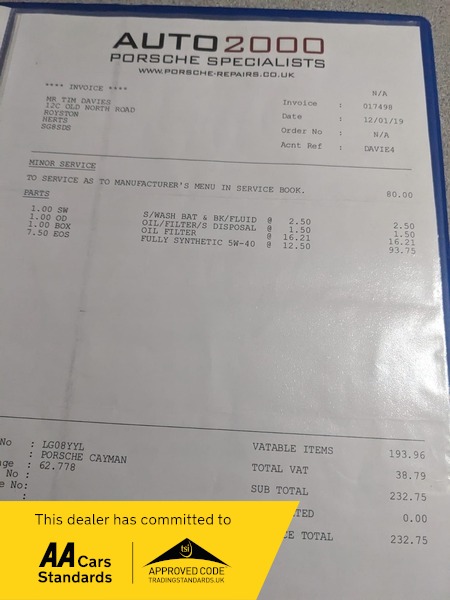 AUTO2000
PORSCHE SPECIALISTS
WWW.PORSCHE-REPAIRS.CO.UK
**** INVOICE ****
MR TIM DAVIES
12C OLD NORTH ROAD
ROYSTON
HERTS
SG8SDS
N/A
Invoice : 017498
Date : 12/01/19
Order No : N/A
Acnt Ref : DAVIE4
MINOR SERVICE
TO SERVICE AS TO MANUFACTURER'S MENU IN SERVICE BOOK. 80.00
PARTS
1.00 SW S/WASH BAT & BK/FLUID @ 2.50 2.50
1.00 OD OIL/FILTER/S DISPOSAL @ 1.50 1.50
1.00 BOX OIL FILTER @ 16.21 16.21
7.50 EOS FULLY SYNTHETIC 5W-40 @ 12.50 93.75
No : LG08YYL
: PORSCHE CAYMAN
ge : 62.778
No :
e No:
:
VATABLE ITEMS 193.96
TOTAL VAT 38.79
SUB TOTAL 232.75
TED 0.00
CE TOTAL 232.75
This dealer has committed to
AA Cars
Standards
tsi
APPROVED CODE
TRADINGSTANDARDS.UK